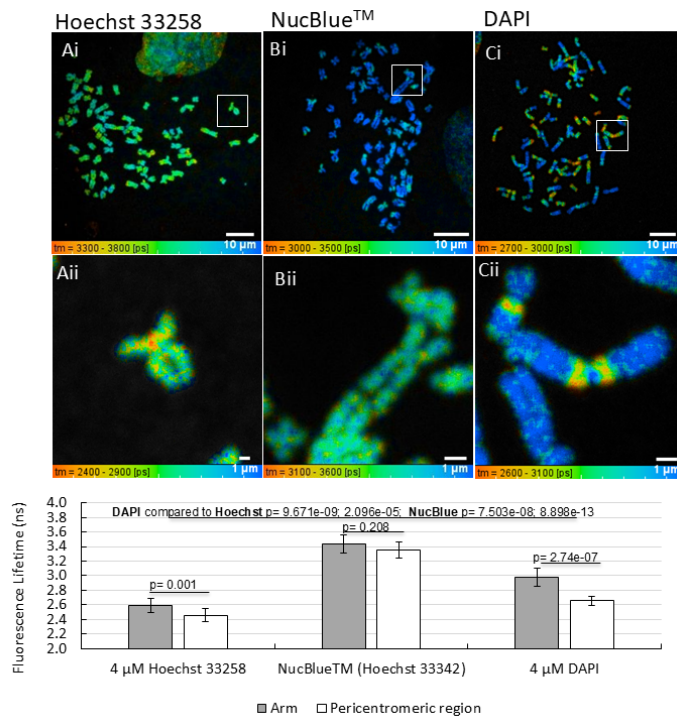 Hoechst 33258 NucBlue™ DAPI
Ai Bi Ci
tm = 3300 - 3800 [ps] 10 µm tm = 3000 - 3500 [ps] 10 µm tm = 2700 - 3000 [ps] 10 µm
Aii Bii Cii
tm = 2400 - 2900 [ps] 1 µm tm = 3100 - 3600 [ps] 1 µm tm = 2600 - 3100 [ps] 1 µm
Fluorescence Lifetime (ns)
4.0
3.8
3.6
3.4
3.2
3.0
2.8
2.6
2.4
2.2
2.0
DAPI compared to Hoechst p= 9.671e-09; 2.096e-05; NucBlue p= 7.503e-08; 8.898e-13
p= 0.208
p= 2.74e-07
p= 0.001
4 µM Hoechst 33258 NucBlueTM (Hoechst 33342) 4 µM DAPI
Arm Pericentromeric region